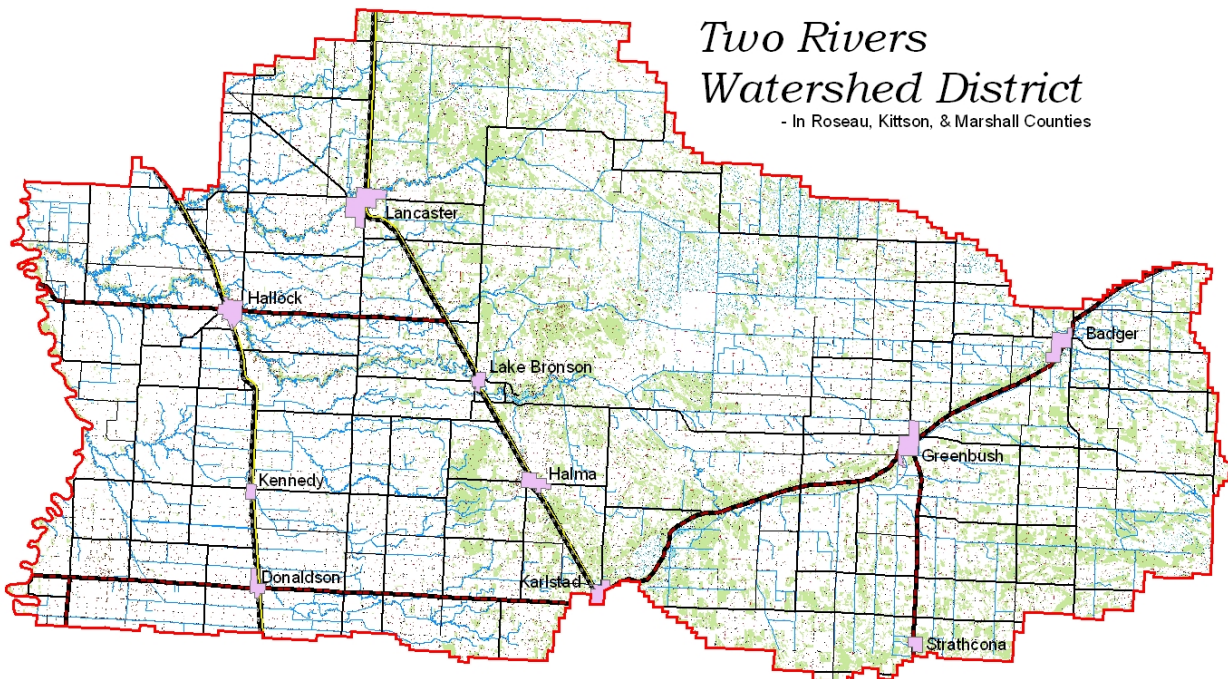 Two Rivers
Watershed District
- In Roseau, Kittson, & Marshall Counties
Lancaster
Hallock
Badger
Lake Bronson
Greenbush
Halma
Kennedy
Donaldson
Karlstad
Strathcona